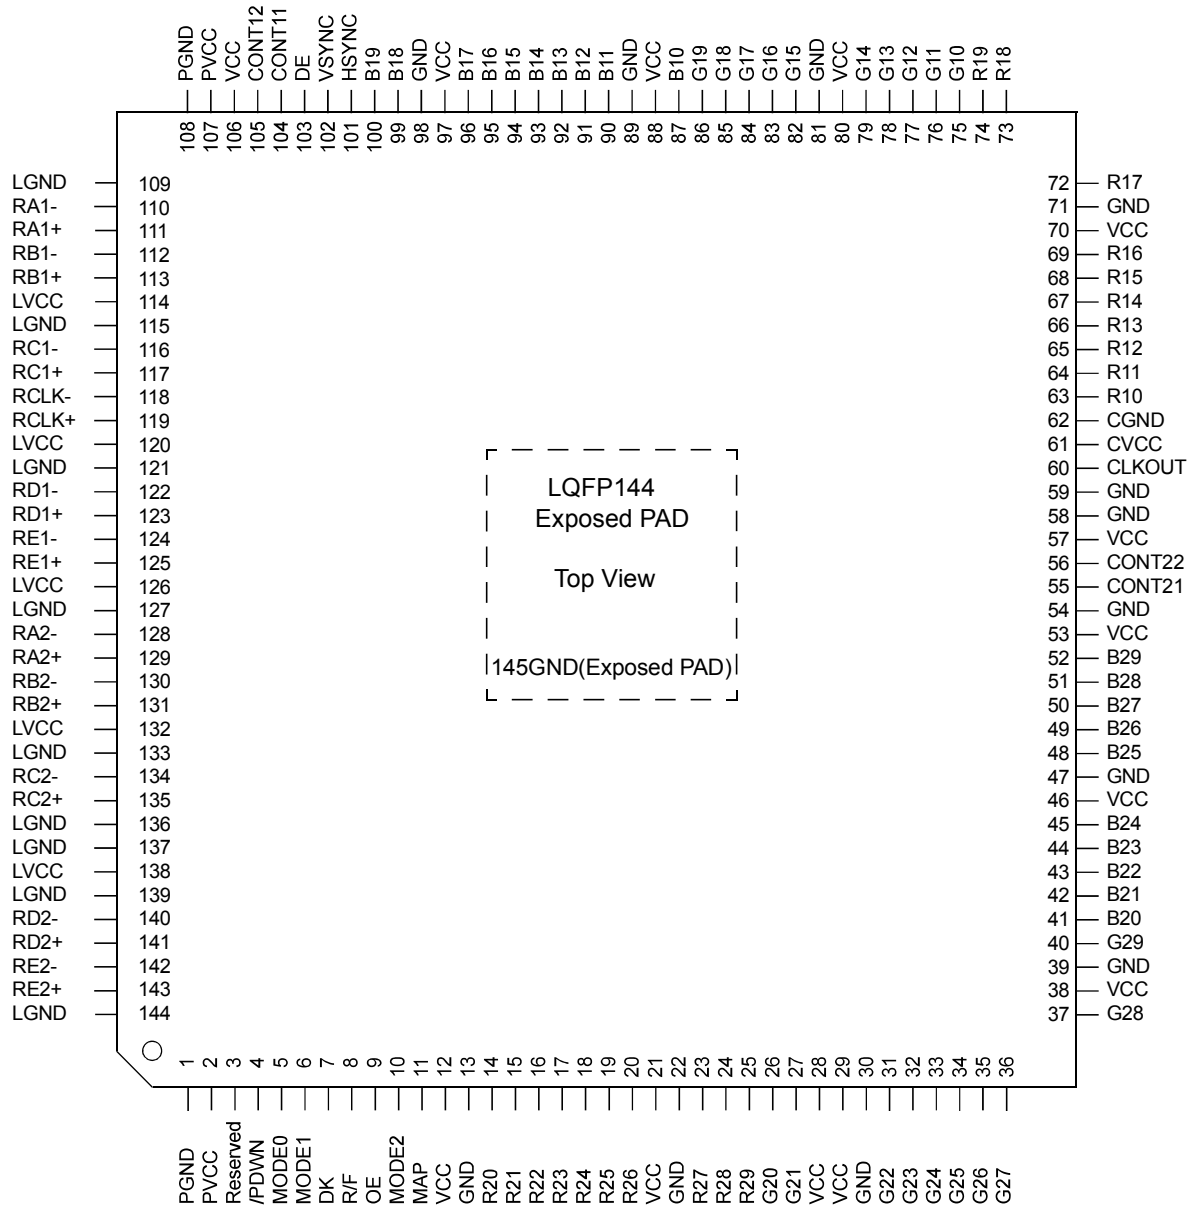 PGND PVCC VCC CONT12 CONT11 DE VSYNC HSYNC B19 B18 GND VCC B17 B16 B15 B14 B13 B12 B11 GND VCC B10 G19 G18 G17 G16 G15 GND VCC G14 G13 G12 G11 G10 R19 R18
108 107 106 105 104 103 102 101 100 99 98 97 96 95 94 93 92 91 90 89 88 87 86 85 84 83 82 81 80 79 78 77 76 75 74 73
LGND 109
RA1- 110
RA1+ 111
RB1- 112
RB1+ 113
LVCC 114
LGND 115
RC1- 116
RC1+ 117
RCLK- 118
RCLK+ 119
LVCC 120
LGND 121
RD1- 122
RD1+ 123
RE1- 124
RE1+ 125
LVCC 126
LGND 127
RA2- 128
RA2+ 129
RB2- 130
RB2+ 131
LVCC 132
LGND 133
RC2- 134
RC2+ 135
LGND 136
LGND 137
LVCC 138
LGND 139
RD2- 140
RD2+ 141
RE2- 142
RE2+ 143
LGND 144
LQFP144
Exposed PAD
Top View
145GND(Exposed PAD)
72 R17
71 GND
70 VCC
69 R16
68 R15
67 R14
66 R13
65 R12
64 R11
63 R10
62 CGND
61 CVCC
60 CLKOUT
59 GND
58 GND
57 VCC
56 CONT22
55 CONT21
54 GND
53 VCC
52 B29
51 B28
50 B27
49 B26
48 B25
47 GND
46 VCC
45 B24
44 B23
43 B22
42 B21
41 B20
40 G29
39 GND
38 VCC
37 G28
1 2 3 4 5 6 7 8 9 10 11 12 13 14 15 16 17 18 19 20 21 22 23 24 25 26 27 28 29 30 31 32 33 34 35 36
PGND PVCC Reserved /PDWN MODE0 MODE1 DK R/F OE MODE2 MAP VCC GND R20 R21 R22 R23 R24 R25 R26 VCC GND R27 R28 R29 G20 G21 VCC VCC GND G22 G23 G24 G25 G26 G27